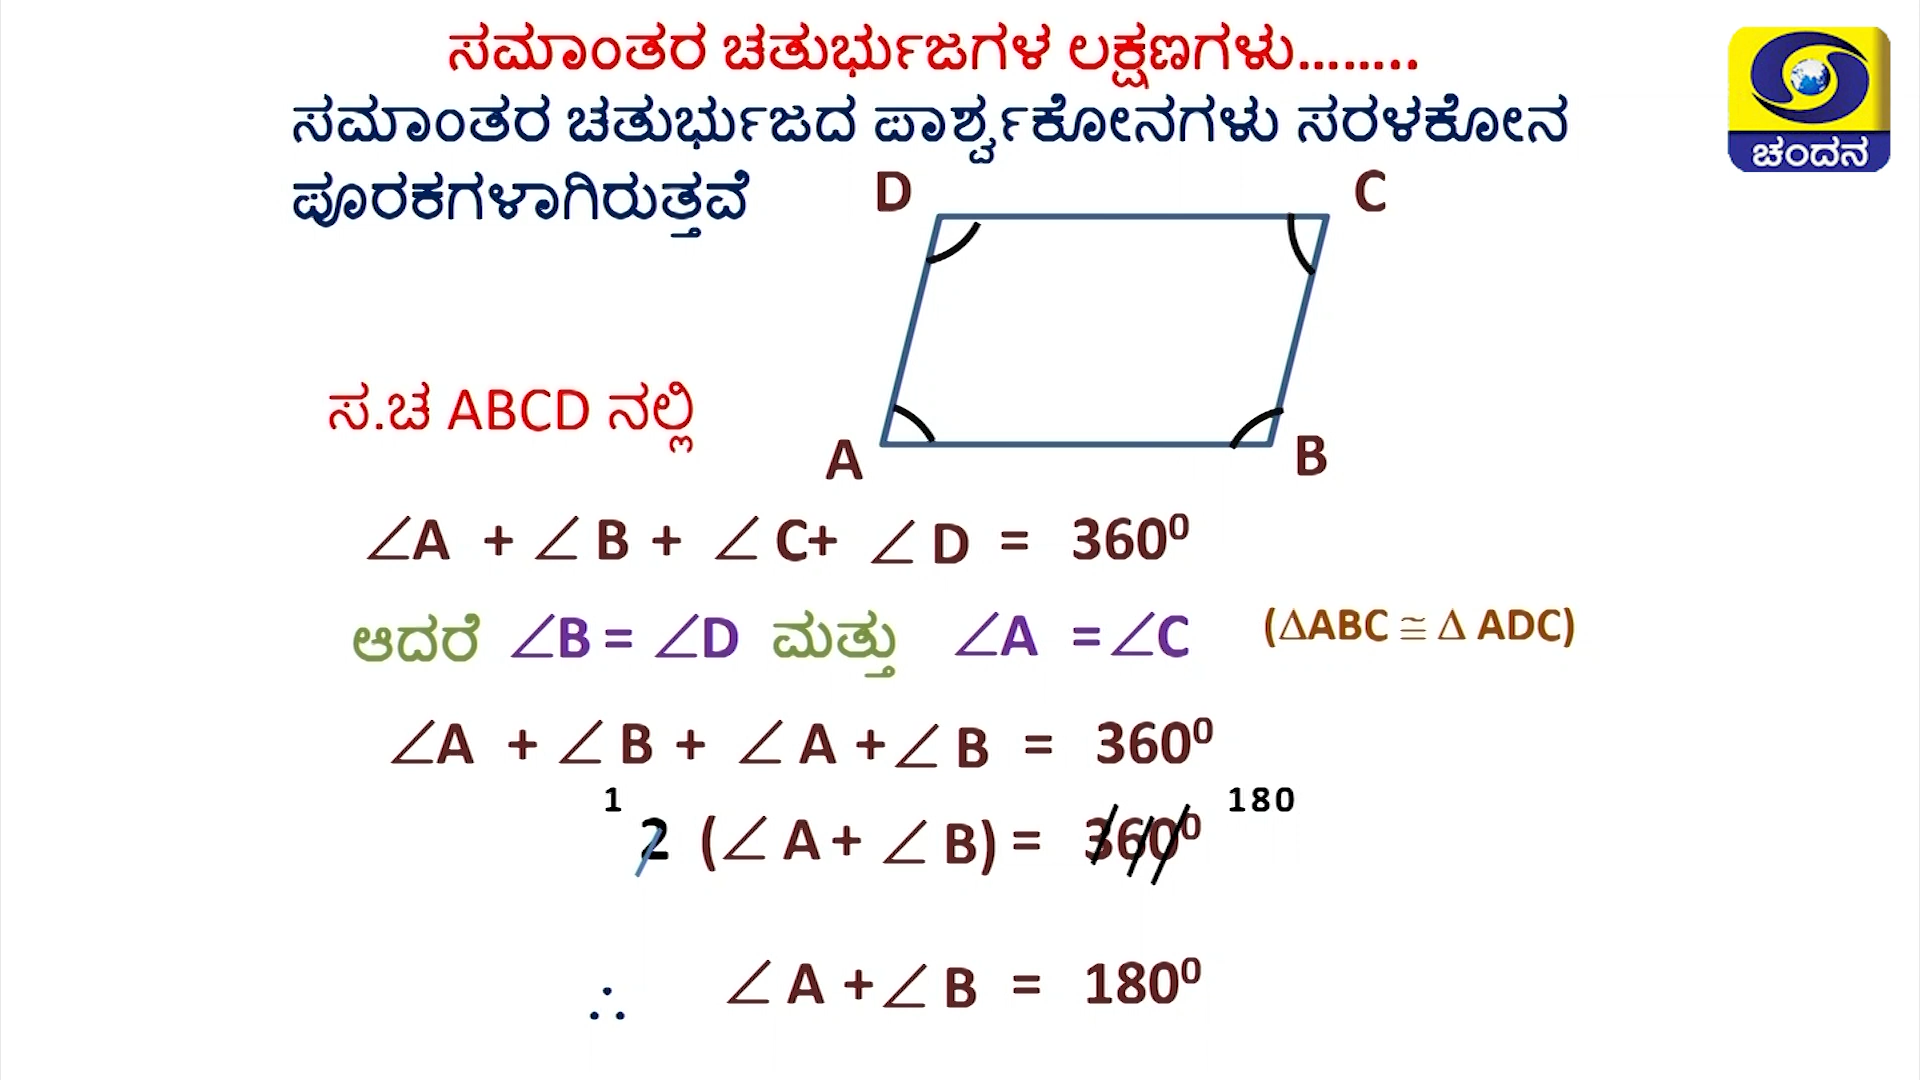 ಸಮಾಂತರ ಚತುರ್ಭುಜಗಳ ಲಕ್ಷಣಗಳು........
ಸಮಾಂತರ ಚತುರ್ಭುಜದ ಪಾರ್ಶ್ವಕೋನಗಳು ಸರಳಕೋನ
ಪೂರಕಗಳಾಗಿರುತ್ತವೆ
ಚಂದನ
D C
ಸ.ಚ ABCD ನಲ್ಲಿ
A B
∠A + ∠ B + ∠ C+ ∠ D = 360⁰
ಆದರೆ ∠B = ∠D ಮತ್ತು ∠A = ∠C (∆ABC ≅ ∆ ADC)
∠A + ∠ B + ∠ A + ∠ B = 360⁰
1 180
2 (∠ A + ∠ B) = 360⁰
∴ ∠ A + ∠ B = 180⁰